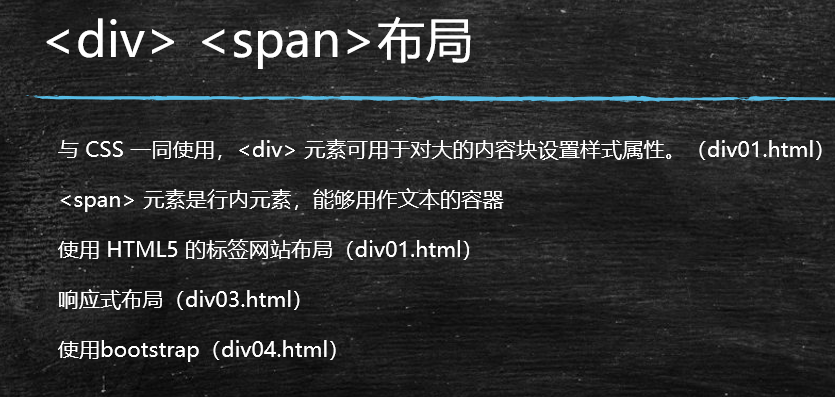 <div> <span>布局
与 CSS 一同使用，<div> 元素可用于对大的内容块设置样式属性。（div01.html）
<span> 元素是行内元素，能够用作文本的容器
使用 HTML5 的标签网站布局（div01.html）
响应式布局（div03.html）
使用bootstrap（div04.html）